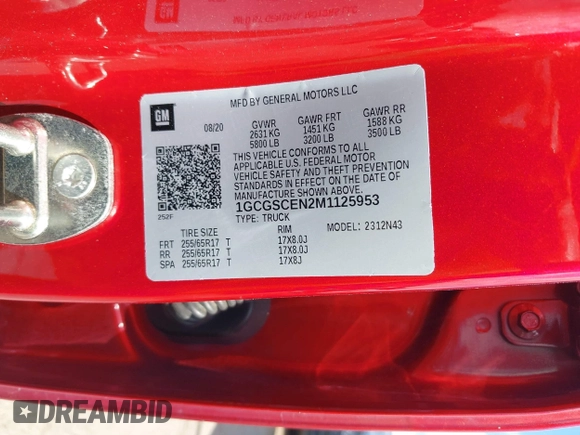 MFD BY GENERAL MOTORS LLC
GM
08/20 GVWR GAWR FRT GAWR RR
2631 KG 1451 KG 1588 KG
5800 LB 3200 LB 3500 LB
THIS VEHICLE CONFORMS TO ALL
APPLICABLE U.S. FEDERAL MOTOR
VEHICLE SAFETY AND THEFT PREVENTION
STANDARDS IN EFFECT ON THE DATE OF
MANUFACTURE SHOWN ABOVE.
252F
1GCGSCEN2M1125953
TYPE: TRUCK
MODEL: 2312N43
TIRE SIZE RIM
FRT 255/65R17 T 17X8.0J
RR 255/65R17 T 17X8.0J
SPA 255/65R17 T 17X8J
DREAMBID